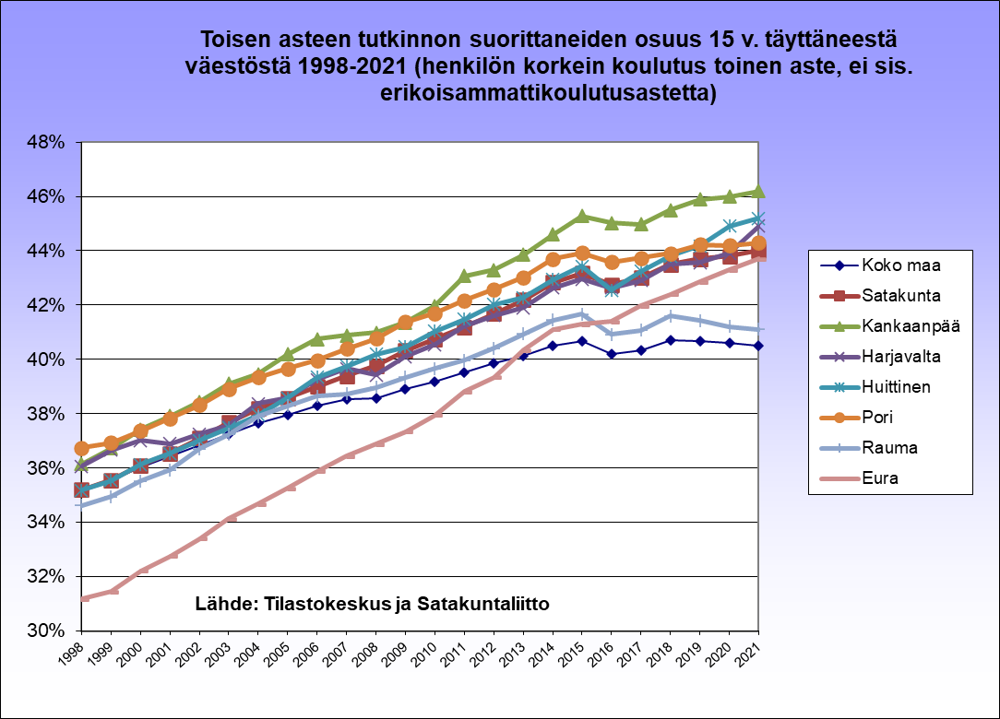 Toisen asteen tutkinnon suorittaneiden osuus 15 v. täyttäneestä
väestöstä 1998-2021 (henkilön korkein koulutus toinen aste, ei sis.
erikoisammattikoulutusastetta)
48%
46%
44%
42%
40%
38%
36%
34%
32%
30%
Koko maa
Satakunta
Kankaanpää
Harjavalta
Huittinen
Pori
Rauma
Eura
Lähde: Tilastokeskus ja Satakuntaliitto
1998
1999
2000
2001
2002
2003
2004
2005
2006
2007
2008
2009
2010
2011
2012
2013
2014
2015
2016
2017
2018
2019
2020
2021